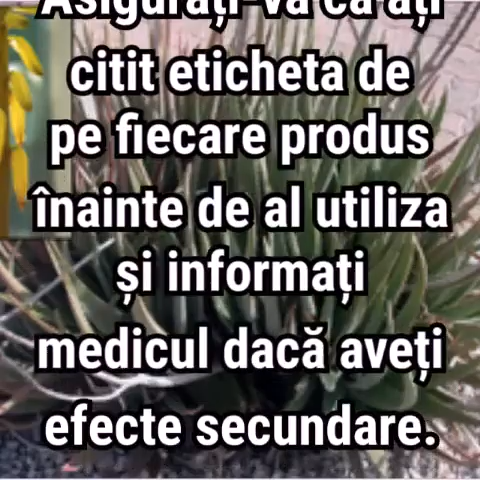 Asigurați-vă că ați
citit eticheta de
pe fiecare produs
înainte de al utiliza
și informați
medicul dacă aveți
efecte secundare.